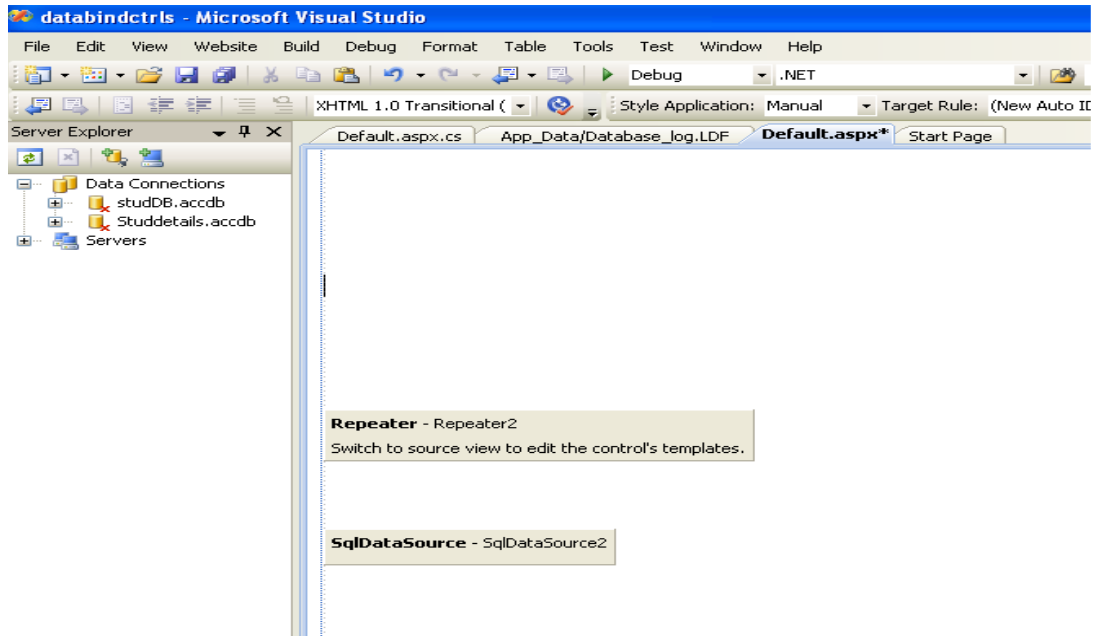 databindctrls - Microsoft Visual Studio
File Edit View Website Build Debug Format Table Tools Test Window Help
Debug .NET
XHTML 1.0 Transitional ( Style Application: Manual Target Rule: (New Auto ID
Server Explorer
Default.aspx.cs App_Data/Database_log.LDF Default.aspx* Start Page
Data Connections
studDB.accdb
Studdetails.accdb
Servers
Repeater - Repeater2
Switch to source view to edit the control's templates.
SqlDataSource - SqlDataSource2